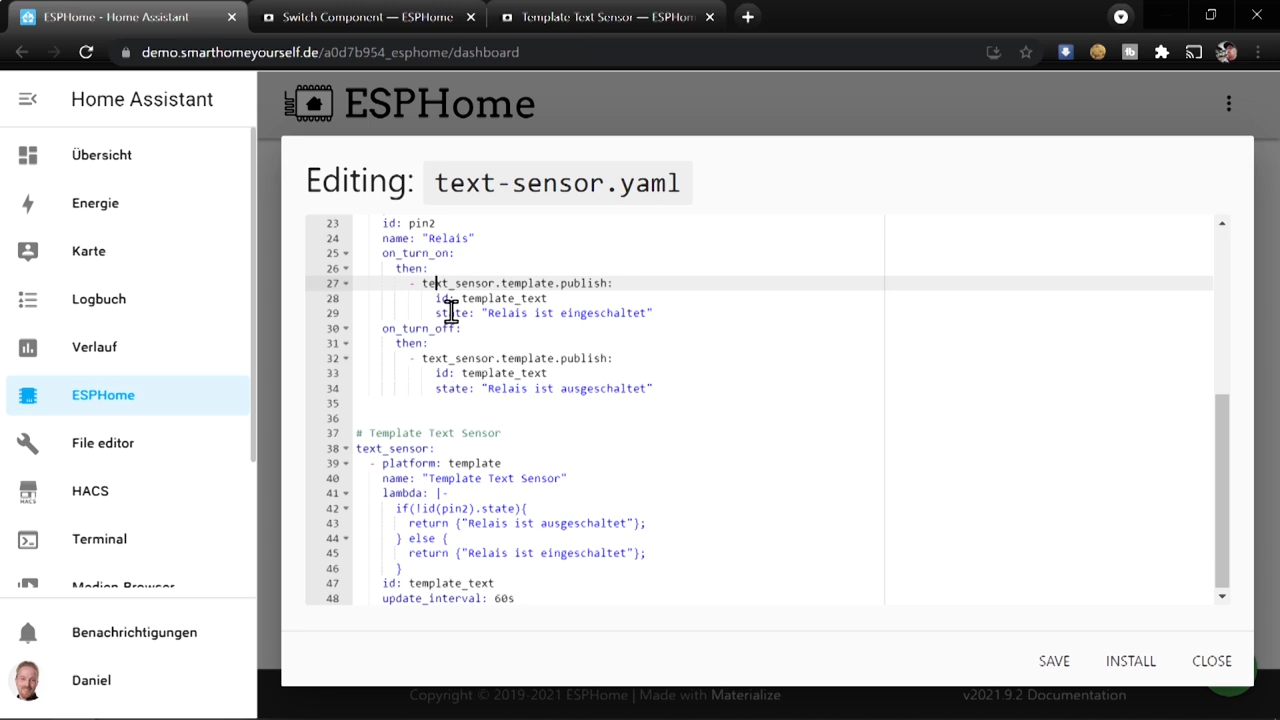 ESPHome - Home Assistant
Switch Component — ESPHome
Template Text Sensor — ESPHom
demo.smarthomeyourself.de/a0d7b954_esphome/dashboard
Home Assistant
Übersicht
Energie
Karte
Logbuch
Verlauf
ESPHome
File editor
HACS
HACS
Terminal
Medien-Browser
Benachrichtigungen
Daniel
ESPHome
Editing: text-sensor.yaml
23 id: pin2
24 name: "Relais"
25 on_turn_on:
26 then:
27 - text_sensor.template.publish:
28 id: template_text
29 state: "Relais ist eingeschaltet"
30 on_turn_off:
31 then:
32 - text_sensor.template.publish:
33 id: template_text
34 state: "Relais ist ausgeschaltet"
35
36
37 # Template Text Sensor
38 text_sensor:
39 - platform: template
40 name: "Template Text Sensor"
41 lambda: |-
42 if(!id(pin2).state){
43 return {"Relais ist ausgeschaltet"};
44 } else {
45 return {"Relais ist eingeschaltet"};
46 }
47 id: template_text
48 update_interval: 60s
SAVE INSTALL CLOSE
Copyright © 2019-2021 ESPHome | Made with Materialize
v2021.9.2 Documentation